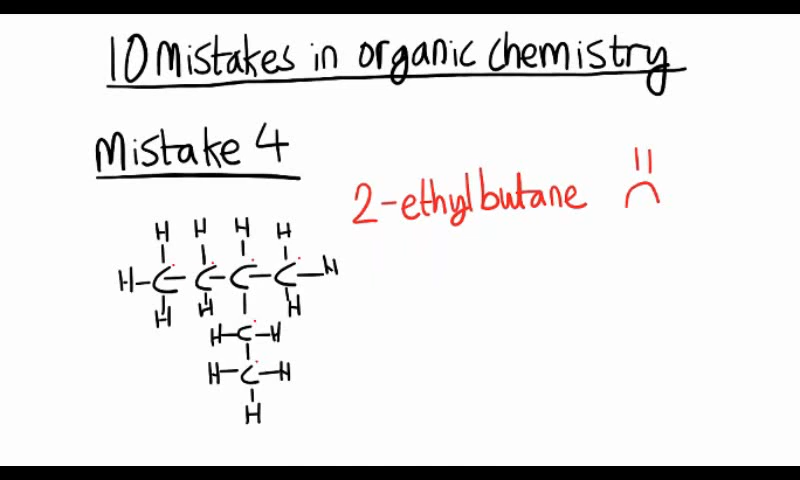 10 Mistakes in organic chemistry
Mistake 4
2-ethylbutane
H H H H
H-C-C-C-C-H
H H H
H-C-H
H-C-H
H